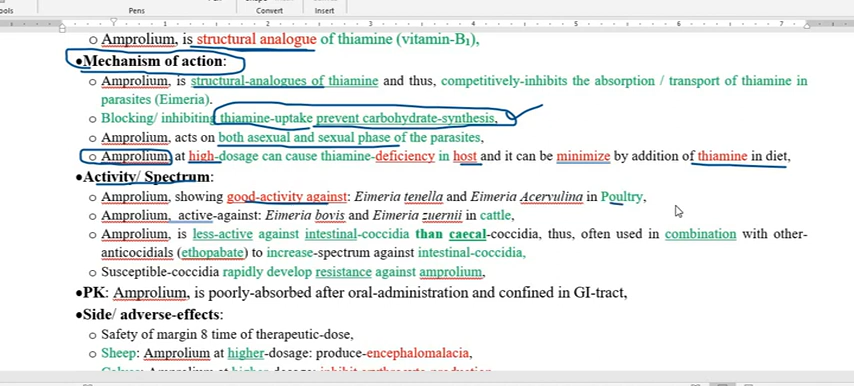 Pens
Convert
Insert
1 2 3 4 5 6 7
o Amprolium, is structural analogue of thiamine (vitamin-B₁),
•Mechanism of action:
o Amprolium, is structural-analogues of thiamine and thus, competitively-inhibits the absorption / transport of thiamine in
parasites (Eimeria).
o Blocking/ inhibiting thiamine-uptake prevent carbohydrate-synthesis,
o Amprolium, acts on both asexual and sexual phase of the parasites,
o Amprolium, at high-dosage can cause thiamine-deficiency in host and it can be minimize by addition of thiamine in diet,
•Activity/ Spectrum:
o Amprolium, showing good-activity against: Eimeria tenella and Eimeria Acervulina in Poultry,
o Amprolium, active-against: Eimeria bovis and Eimeria zuernii in cattle,
o Amprolium, is less-active against intestinal-coccidia than caecal-coccidia, thus, often used in combination with other-
anticocidials (ethopabate) to increase-spectrum against intestinal-coccidia,
o Susceptible-coccidia rapidly develop resistance against amprolium,
•PK: Amprolium, is poorly-absorbed after oral-administration and confined in GI-tract,
•Side/ adverse-effects:
o Safety of margin 8 time of therapeutic-dose,
o Sheep: Amprolium at higher-dosage: produce-encephalomalacia,